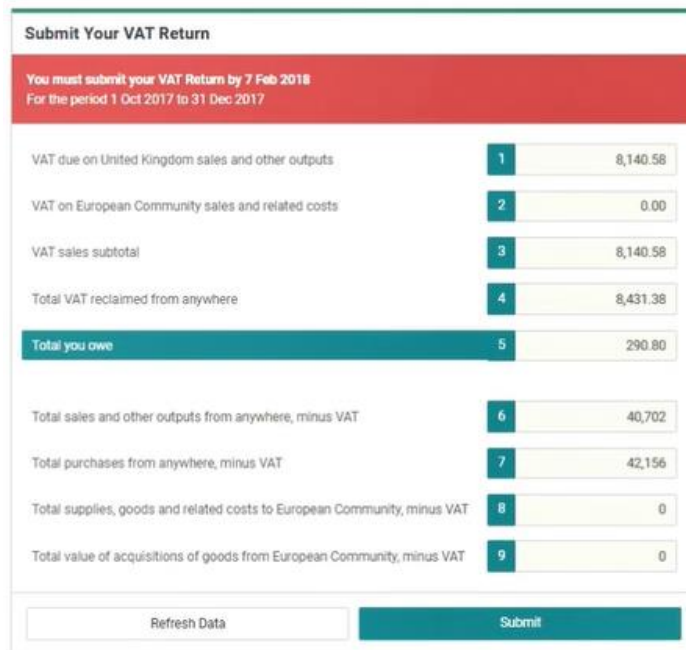 Submit Your VAT Return
You must submit your VAT Return by 7 Feb 2018
For the period 1 Oct 2017 to 31 Dec 2017
VAT due on United Kingdom sales and other outputs 1 8,140.58
VAT on European Community sales and related costs 2 0.00
VAT sales subtotal 3 8,140.58
Total VAT reclaimed from anywhere 4 8,431.38
Total you owe 5 290.80
Total sales and other outputs from anywhere, minus VAT 6 40,702
Total purchases from anywhere, minus VAT 7 42,156
Total supplies, goods and related costs to European Community, minus VAT 8 0
Total value of acquisitions of goods from European Community, minus VAT 9 0
Refresh Data Submit